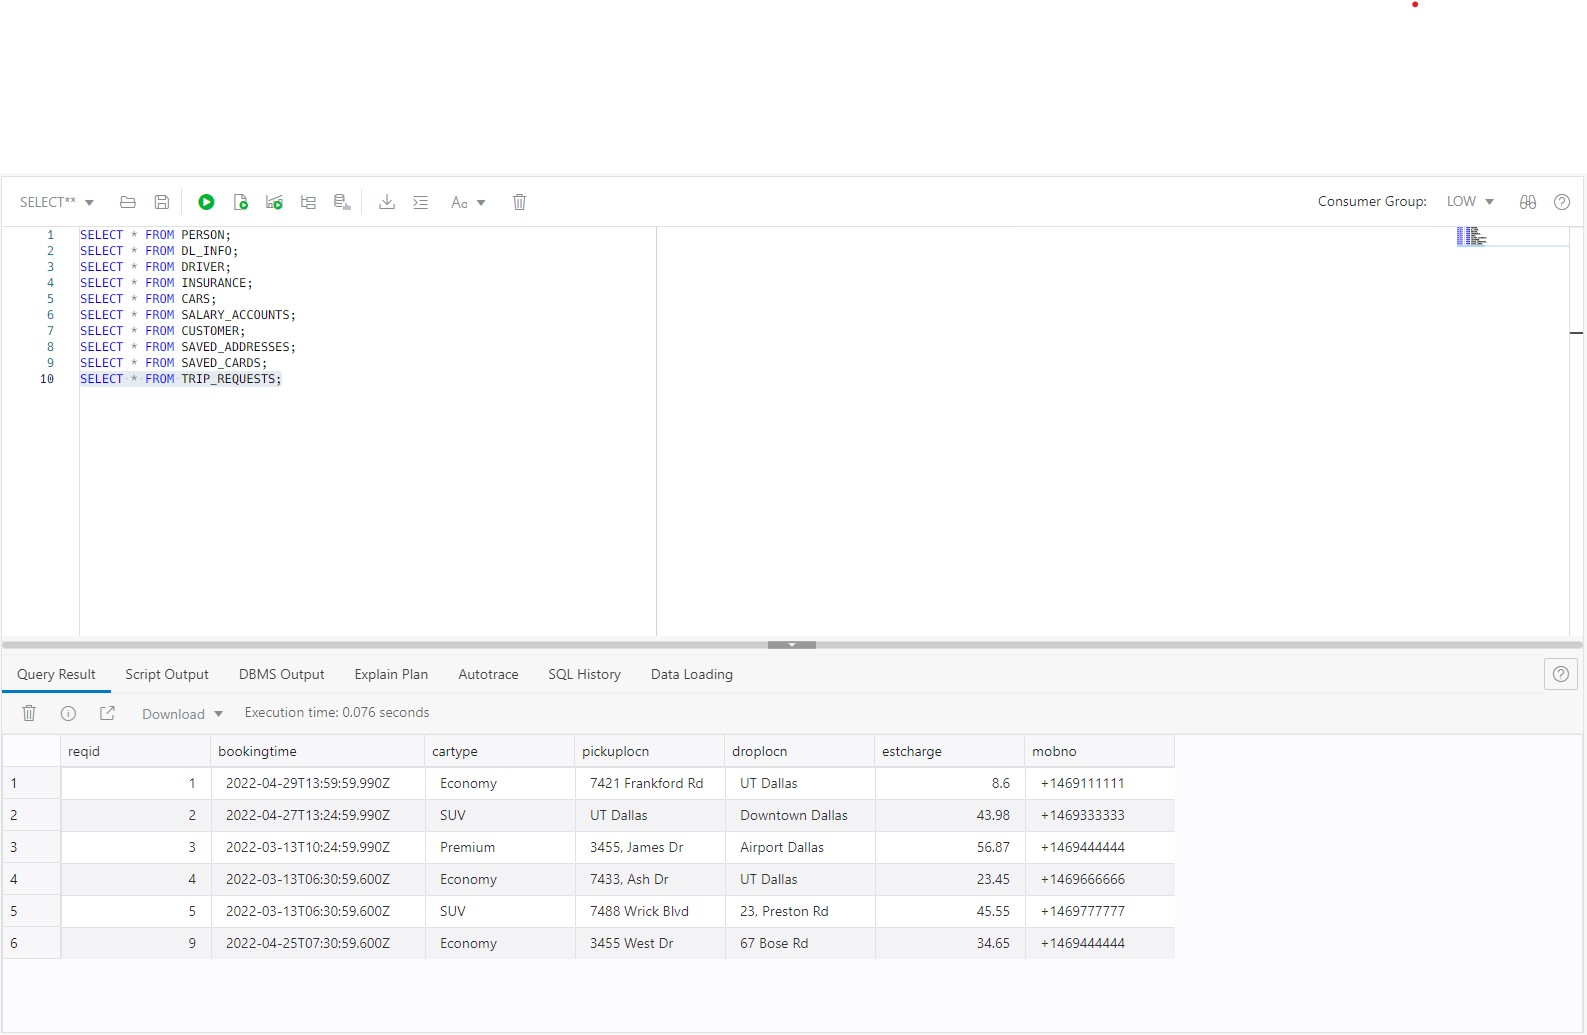 SELECT** Aa Consumer Group: LOW
1 SELECT * FROM PERSON;
2 SELECT * FROM DL_INFO;
3 SELECT * FROM DRIVER;
4 SELECT * FROM INSURANCE;
5 SELECT * FROM CARS;
6 SELECT * FROM SALARY_ACCOUNTS;
7 SELECT * FROM CUSTOMER;
8 SELECT * FROM SAVED_ADDRESSES;
9 SELECT * FROM SAVED_CARDS;
10 SELECT * FROM TRIP_REQUESTS;
Query Result Script Output DBMS Output Explain Plan Autotrace SQL History Data Loading
Download Execution time: 0.076 seconds
reqid bookingtime cartype pickuplocn droplocn estcharge mobno
1 1 2022-04-29T13:59:59.990Z Economy 7421 Frankford Rd UT Dallas 8.6 +1469111111
2 2 2022-04-27T13:24:59.990Z SUV UT Dallas Downtown Dallas 43.98 +1469333333
3 3 2022-03-13T10:24:59.990Z Premium 3455, James Dr Airport Dallas 56.87 +1469444444
4 4 2022-03-13T06:30:59.600Z Economy 7433, Ash Dr UT Dallas 23.45 +1469666666
5 5 2022-03-13T06:30:59.600Z SUV 7488 Wrick Blvd 23, Preston Rd 45.55 +1469777777
6 9 2022-04-25T07:30:59.600Z Economy 3455 West Dr 67 Bose Rd 34.65 +1469444444